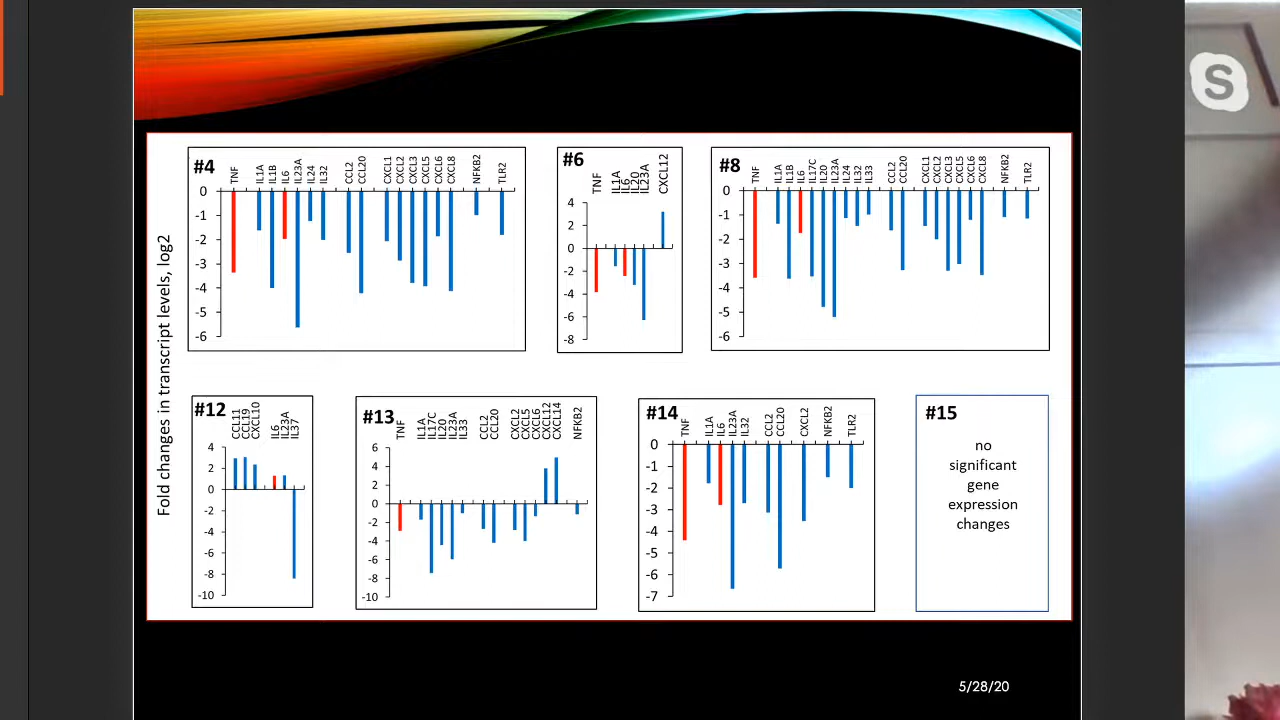 #4
TNF
IL1A
IL1B
IL6
IL23A
IL24
IL32
CCL2
CCL20
CXCL1
CXCL2
CXCL3
CXCL5
CXCL6
CXCL8
NFKB2
TLR2
0
-1
-2
-3
-4
-5
-6
#6
TNF
IL1A
IL6
IL20
IL23A
CXCL12
4
2
0
-2
-4
-6
-8
#8
TNF
IL1A
IL1B
IL6
IL17C
IL20
IL23A
IL24
IL32
IL33
CCL2
CCL20
CXCL1
CXCL2
CXCL3
CXCL5
CXCL6
CXCL8
NFKB2
TLR2
0
-1
-2
-3
-4
-5
-6
Fold changes in transcript levels, log2
#12
CCL11
CCL19
CXCL10
IL6
IL23A
IL37
4
2
0
-2
-4
-6
-8
-10
#13
TNF
IL1A
IL17C
IL20
IL23A
IL33
CCL2
CCL20
CXCL2
CXCL5
CXCL6
CXCL12
CXCL14
NFKB2
6
4
2
0
-2
-4
-6
-8
-10
#14
TNF
IL1A
IL6
IL23A
IL32
CCL2
CCL20
CXCL2
NFKB2
TLR2
0
-1
-2
-3
-4
-5
-6
-7
#15
no
significant
gene
expression
changes
5/28/20
S